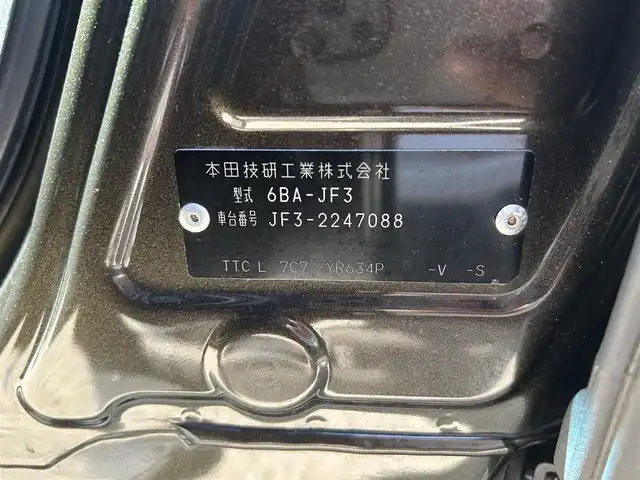 本田技研工業株式会社
型式 6BA-JF3
車台番号 JF3-2247088
TTC L 7C7 -YR634P -V -S